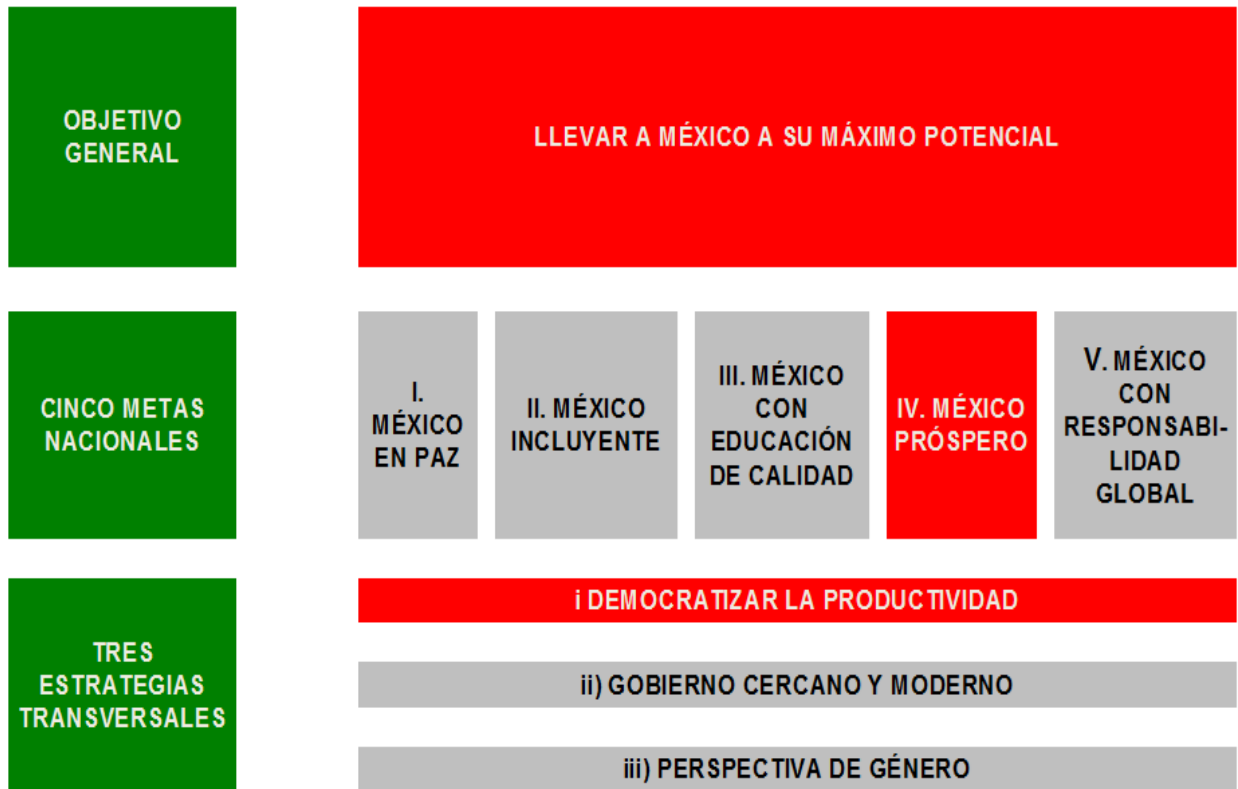 OBJETIVO
GENERAL
LLEVAR A MÉXICO A SU MÁXIMO POTENCIAL
CINCO METAS
NACIONALES
I.
MÉXICO
EN PAZ
II. MÉXICO
INCLUYENTE
III. MÉXICO
CON
EDUCACIÓN
DE CALIDAD
IV. MÉXICO
PRÓSPERO
V. MÉXICO
CON
RESPONSABI-
LIDAD
GLOBAL
TRES
ESTRATEGIAS
TRANSVERSALES
i DEMOCRATIZAR LA PRODUCTIVIDAD
ii) GOBIERNO CERCANO Y MODERNO
iii) PERSPECTIVA DE GÉNERO